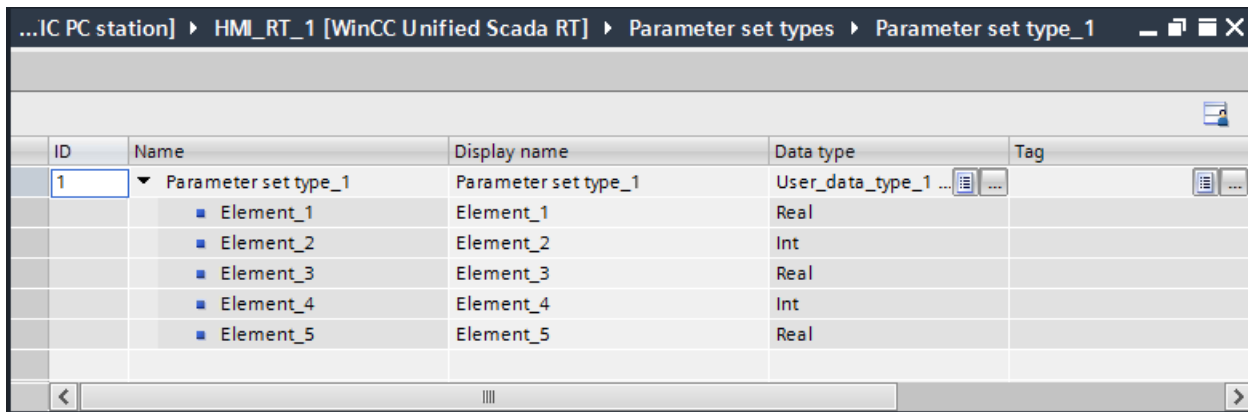 ...IC PC station] ▸ HMI_RT_1 [WinCC Unified Scada RT] ▸ Parameter set types ▸ Parameter set type_1
ID Name Display name Data type Tag
1 Parameter set type_1 Parameter set type_1 User_data_type_1 ... ... ...
Element_1 Element_1 Real
Element_2 Element_2 Int
Element_3 Element_3 Real
Element_4 Element_4 Int
Element_5 Element_5 Real